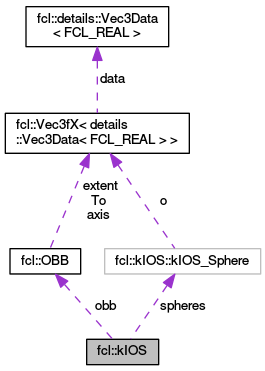 fcl::details::Vec3Data
< FCL_REAL >
data
fcl::Vec3fX< details
::Vec3Data< FCL_REAL > >
extent
To
axis
o
fcl::OBB
fcl::kIOS::kIOS_Sphere
obb
spheres
fcl::kIOS